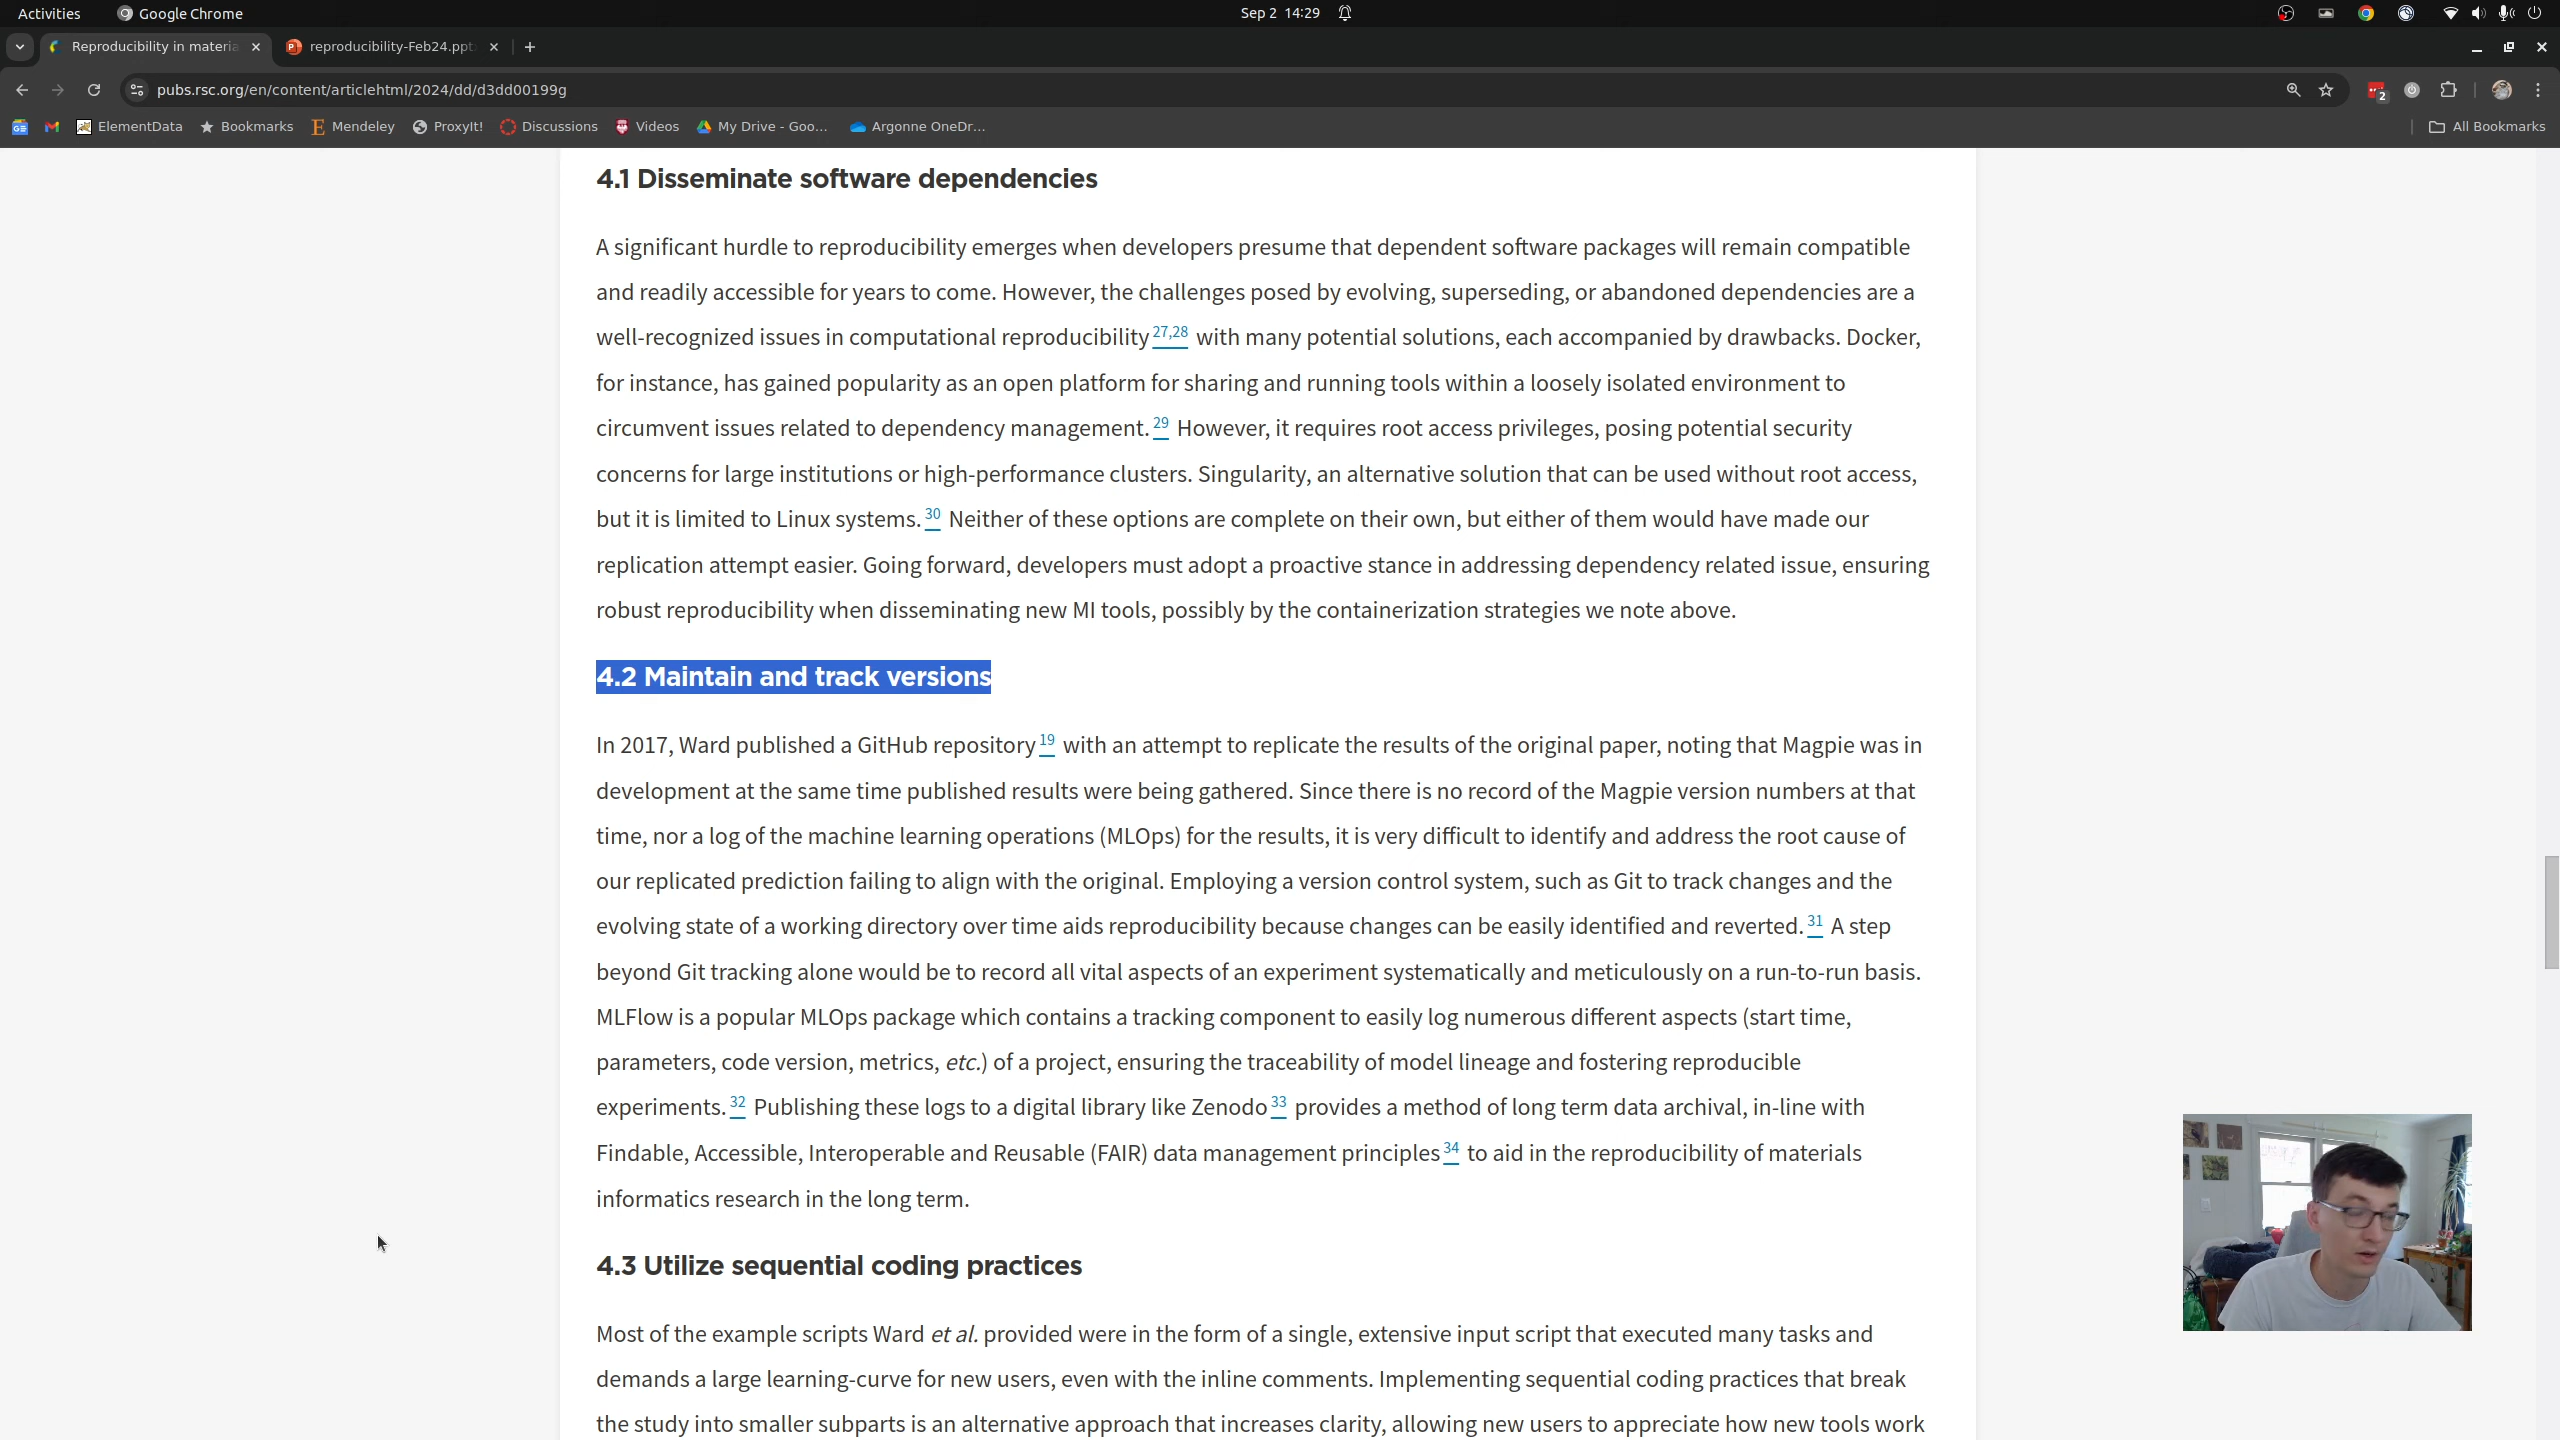 Activities
Google Chrome
Sep 2 14:29
Reproducibility in materia
reproducibility-Feb24.ppt
pubs.rsc.org/en/content/articlehtml/2024/dd/d3dd00199g
2
ElementData
Bookmarks
Mendeley
ProxyIt!
Discussions
Videos
My Drive - Goo...
Argonne OneDr...
All Bookmarks
4.1 Disseminate software dependencies
A significant hurdle to reproducibility emerges when developers presume that dependent software packages will remain compatible
and readily accessible for years to come. However, the challenges posed by evolving, superseding, or abandoned dependencies are a
well-recognized issues in computational reproducibility27,28 with many potential solutions, each accompanied by drawbacks. Docker,
for instance, has gained popularity as an open platform for sharing and running tools within a loosely isolated environment to
circumvent issues related to dependency management.29 However, it requires root access privileges, posing potential security
concerns for large institutions or high-performance clusters. Singularity, an alternative solution that can be used without root access,
but it is limited to Linux systems.30 Neither of these options are complete on their own, but either of them would have made our
replication attempt easier. Going forward, developers must adopt a proactive stance in addressing dependency related issue, ensuring
robust reproducibility when disseminating new MI tools, possibly by the containerization strategies we note above.
4.2 Maintain and track versions
In 2017, Ward published a GitHub repository19 with an attempt to replicate the results of the original paper, noting that Magpie was in
development at the same time published results were being gathered. Since there is no record of the Magpie version numbers at that
time, nor a log of the machine learning operations (MLOps) for the results, it is very difficult to identify and address the root cause of
our replicated prediction failing to align with the original. Employing a version control system, such as Git to track changes and the
evolving state of a working directory over time aids reproducibility because changes can be easily identified and reverted.31 A step
beyond Git tracking alone would be to record all vital aspects of an experiment systematically and meticulously on a run-to-run basis.
MLFlow is a popular MLOps package which contains a tracking component to easily log numerous different aspects (start time,
parameters, code version, metrics, etc.) of a project, ensuring the traceability of model lineage and fostering reproducible
experiments.32 Publishing these logs to a digital library like Zenodo33 provides a method of long term data archival, in-line with
Findable, Accessible, Interoperable and Reusable (FAIR) data management principles34 to aid in the reproducibility of materials
informatics research in the long term.
4.3 Utilize sequential coding practices
Most of the example scripts Ward et al. provided were in the form of a single, extensive input script that executed many tasks and
demands a large learning-curve for new users, even with the inline comments. Implementing sequential coding practices that break
the study into smaller subparts is an alternative approach that increases clarity, allowing new users to appreciate how new tools work